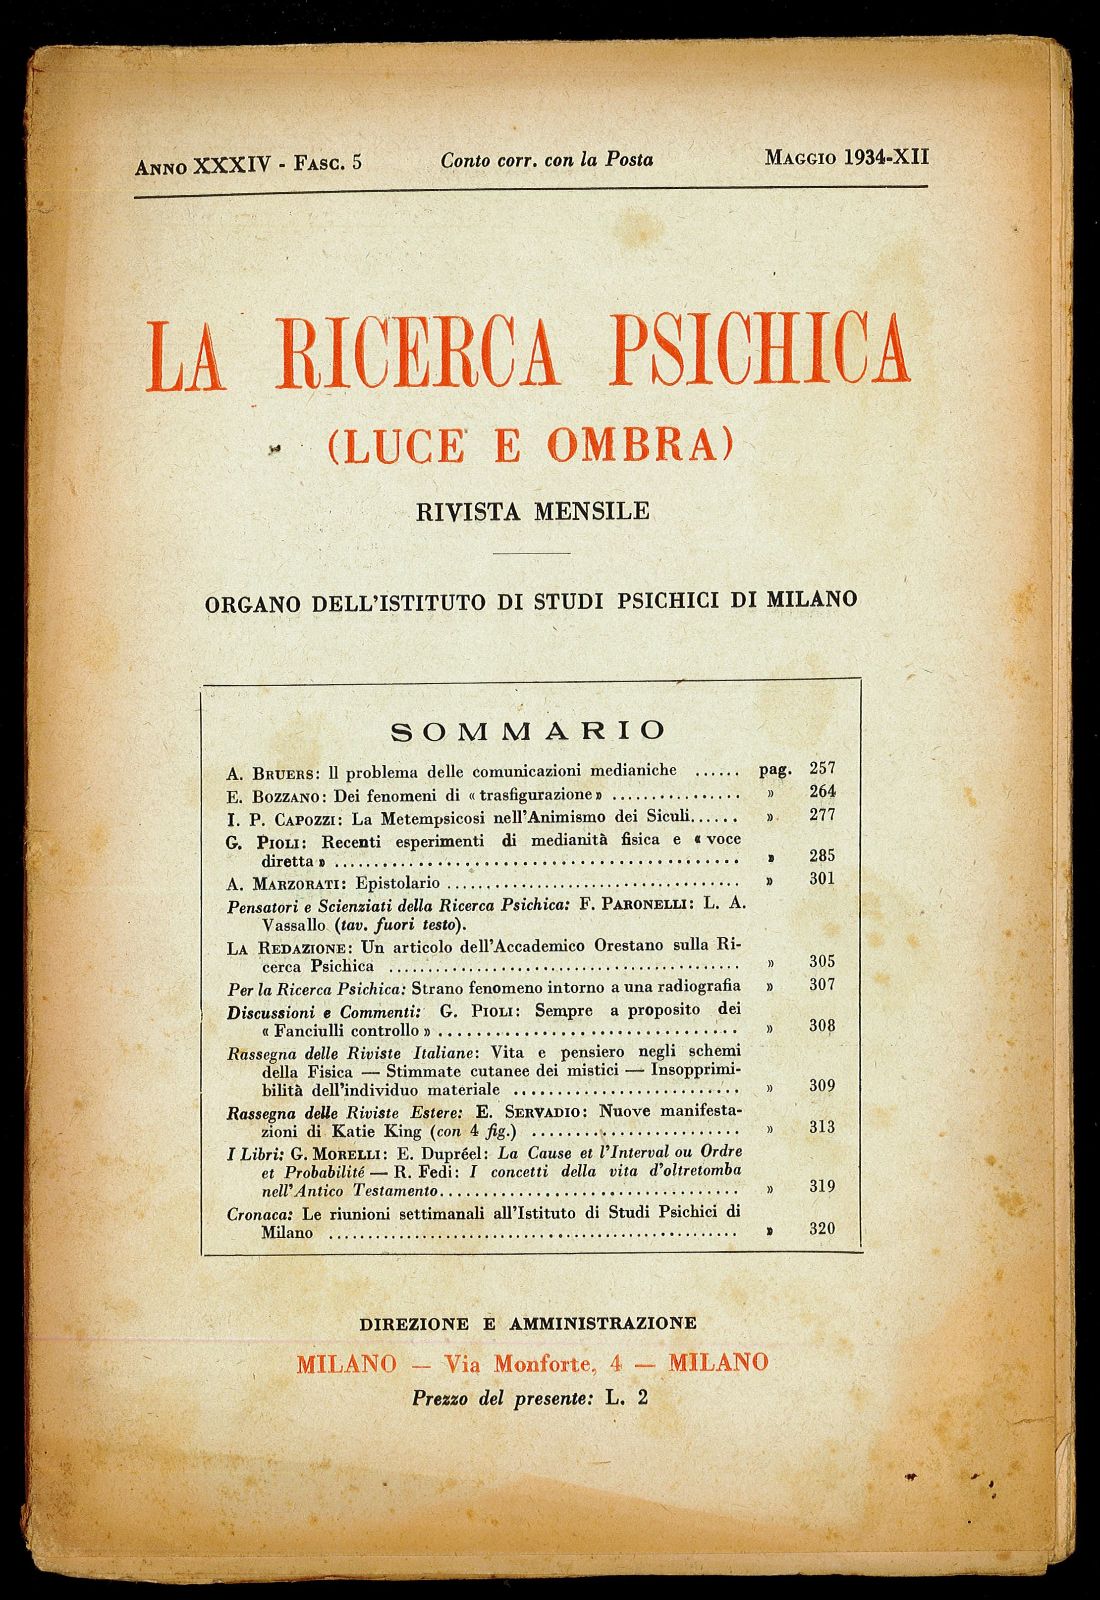 Anno XXXIV - Fasc. 5 Conto corr. con la Posta Maggio 1934-XII
LA RICERCA PSICHICA
(LUCE E OMBRA)
RIVISTA MENSILE
ORGANO DELL'ISTITUTO DI STUDI PSICHICI DI MILANO
SOMMARIO
A. Bruers: Il problema delle comunicazioni medianiche ...... pag. 257
E. Bozzano: Dei fenomeni di «trasfigurazione» ................ » 264
I. P. Capozzi: La Metempsicosi nell'Animismo dei Siculi...... » 277
G. Pioli: Recenti esperimenti di medianità fisica e «voce
diretta» ............................................. » 285
A. Marzorati: Epistolario .................................. » 301
Pensatori e Scienziati della Ricerca Psichica: F. Paronelli: L. A.
Vassallo (tav. fuori testo).
La Redazione: Un articolo dell'Accademico Orestano sulla Ri-
cerca Psichica ........................................ » 305
Per la Ricerca Psichica: Strano fenomeno intorno a una radiografia » 307
Discussioni e Commenti: G. Pioli: Sempre a proposito dei
«Fanciulli controllo» ................................ » 308
Rassegna delle Riviste Italiane: Vita e pensiero negli schemi
della Fisica — Stimmate cutanee dei mistici — Insopprimi-
bilità dell'individuo materiale .......................... » 309
Rassegna delle Riviste Estere: E. Servadio: Nuove manifesta-
zioni di Katie King (con 4 fig.) ........................ » 313
I Libri: G. Morelli: E. Dupréel: La Cause et l'Interval ou Ordre
et Probabilité — R. Fedi: I concetti della vita d'oltretomba
nell'Antico Testamento.................................. » 319
Cronaca: Le riunioni settimanali all'Istituto di Studi Psichici di
Milano ............................................... » 320
DIREZIONE E AMMINISTRAZIONE
MILANO — Via Monforte, 4 — MILANO
Prezzo del presente: L. 2